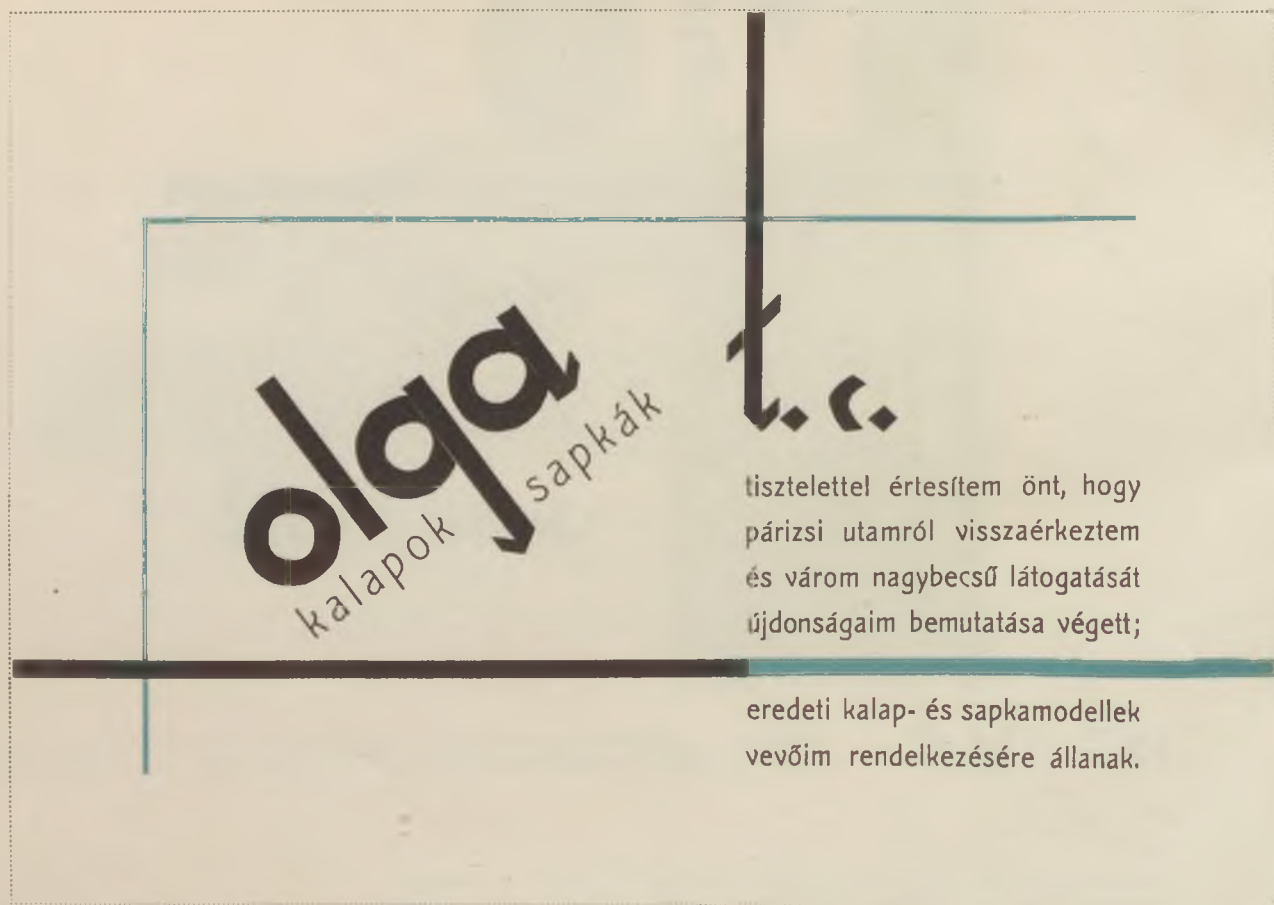 olga
kalapok sapkák
t. c.
tisztelettel értesítem önt, hogy
párizsi utamról visszaérkeztem
és várom nagybecsű látogatását
újdonságaim bemutatása végett;
eredeti kalap- és sapkamodellek
vevőim rendelkezésére állanak.